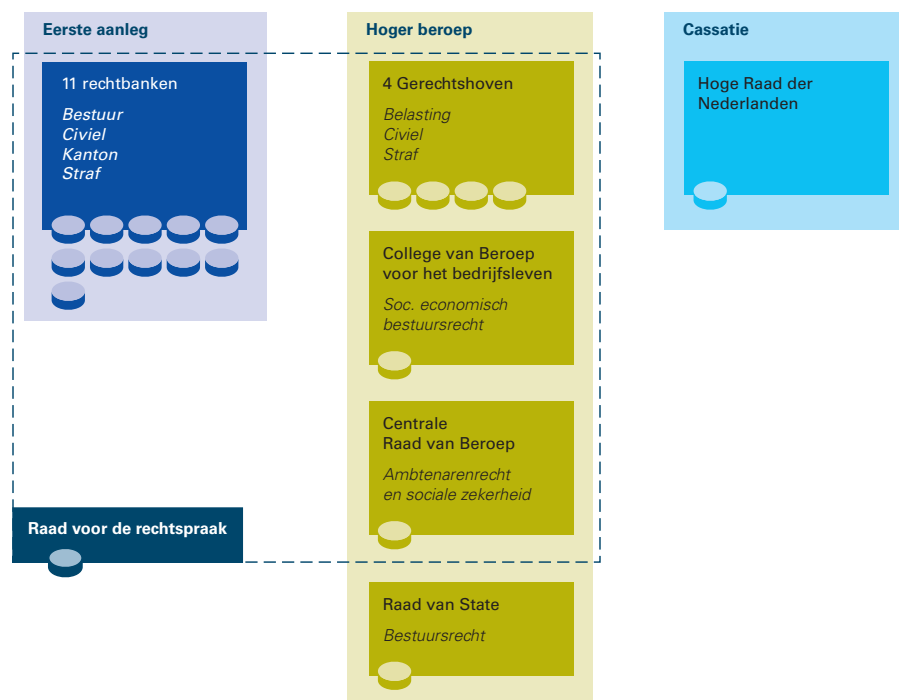 Eerste aanleg
11 rechtbanken
Bestuur
Civiel
Kanton
Straf
Raad voor de rechtspraak
Hoger beroep
4 Gerechtshoven
Belasting
Civiel
Straf
College van Beroep
voor het bedrijfsleven
Soc. economisch
bestuursrecht
Centrale
Raad van Beroep
Ambtenarenrecht
en sociale zekerheid
Raad van State
Bestuursrecht
Cassatie
Hoge Raad der
Nederlanden